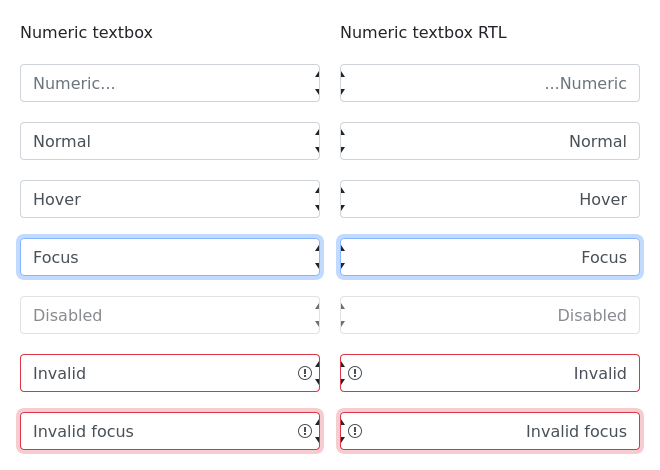 Numeric textbox
Numeric...
Normal
Hover
Focus
Disabled
Invalid
Invalid focus
Numeric textbox RTL
...Numeric
Normal
Hover
Focus
Disabled
Invalid
Invalid focus